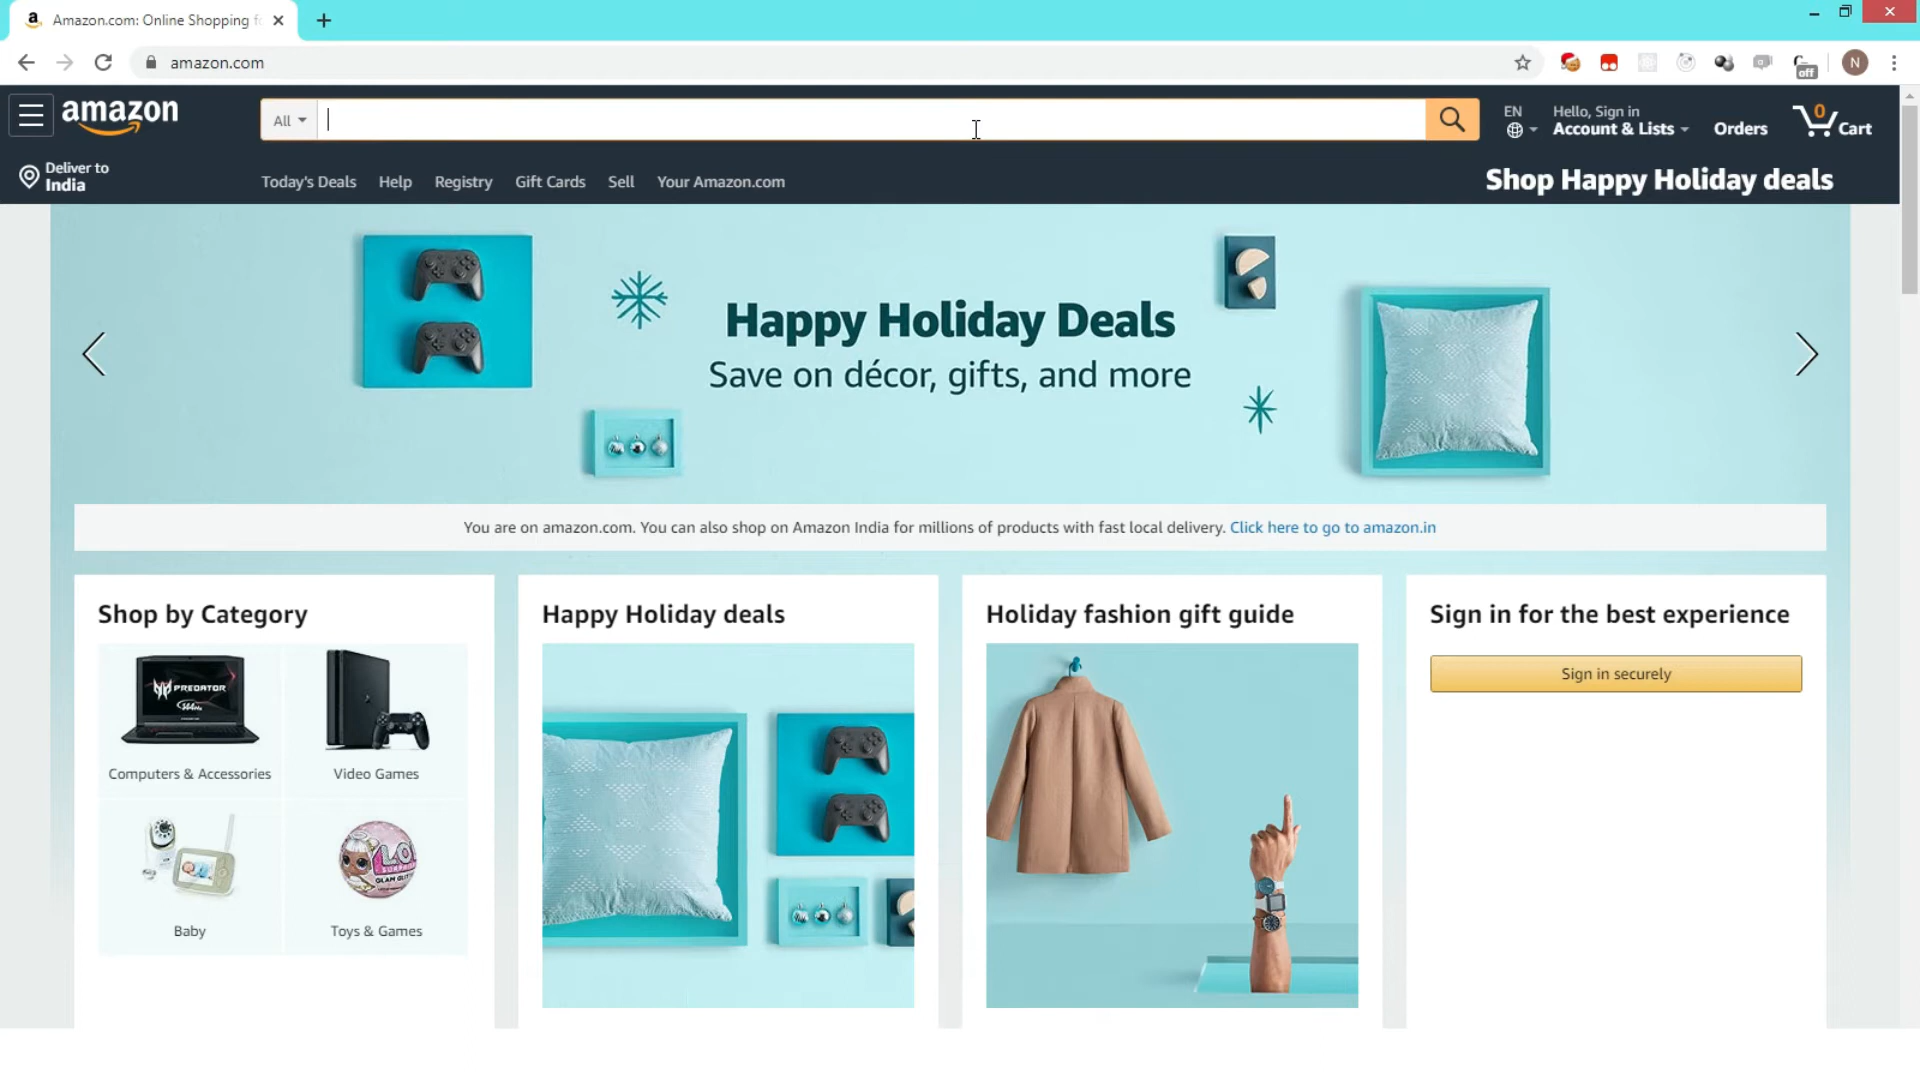 Amazon.com: Online Shopping fo
amazon.com
off
N
amazon
All
EN
Hello, Sign in
Account & Lists
Orders
0
Cart
Deliver to
India
Today's Deals
Help
Registry
Gift Cards
Sell
Your Amazon.com
Shop Happy Holiday deals
Happy Holiday Deals
Save on décor, gifts, and more
You are on amazon.com. You can also shop on Amazon India for millions of products with fast local delivery. Click here to go to amazon.in
Shop by Category
PREDATOR
144Hz
Computers & Accessories
Video Games
Baby
L.O.L.
SURPRISE
Toys & Games
Happy Holiday deals
Holiday fashion gift guide
Sign in for the best experience
Sign in securely